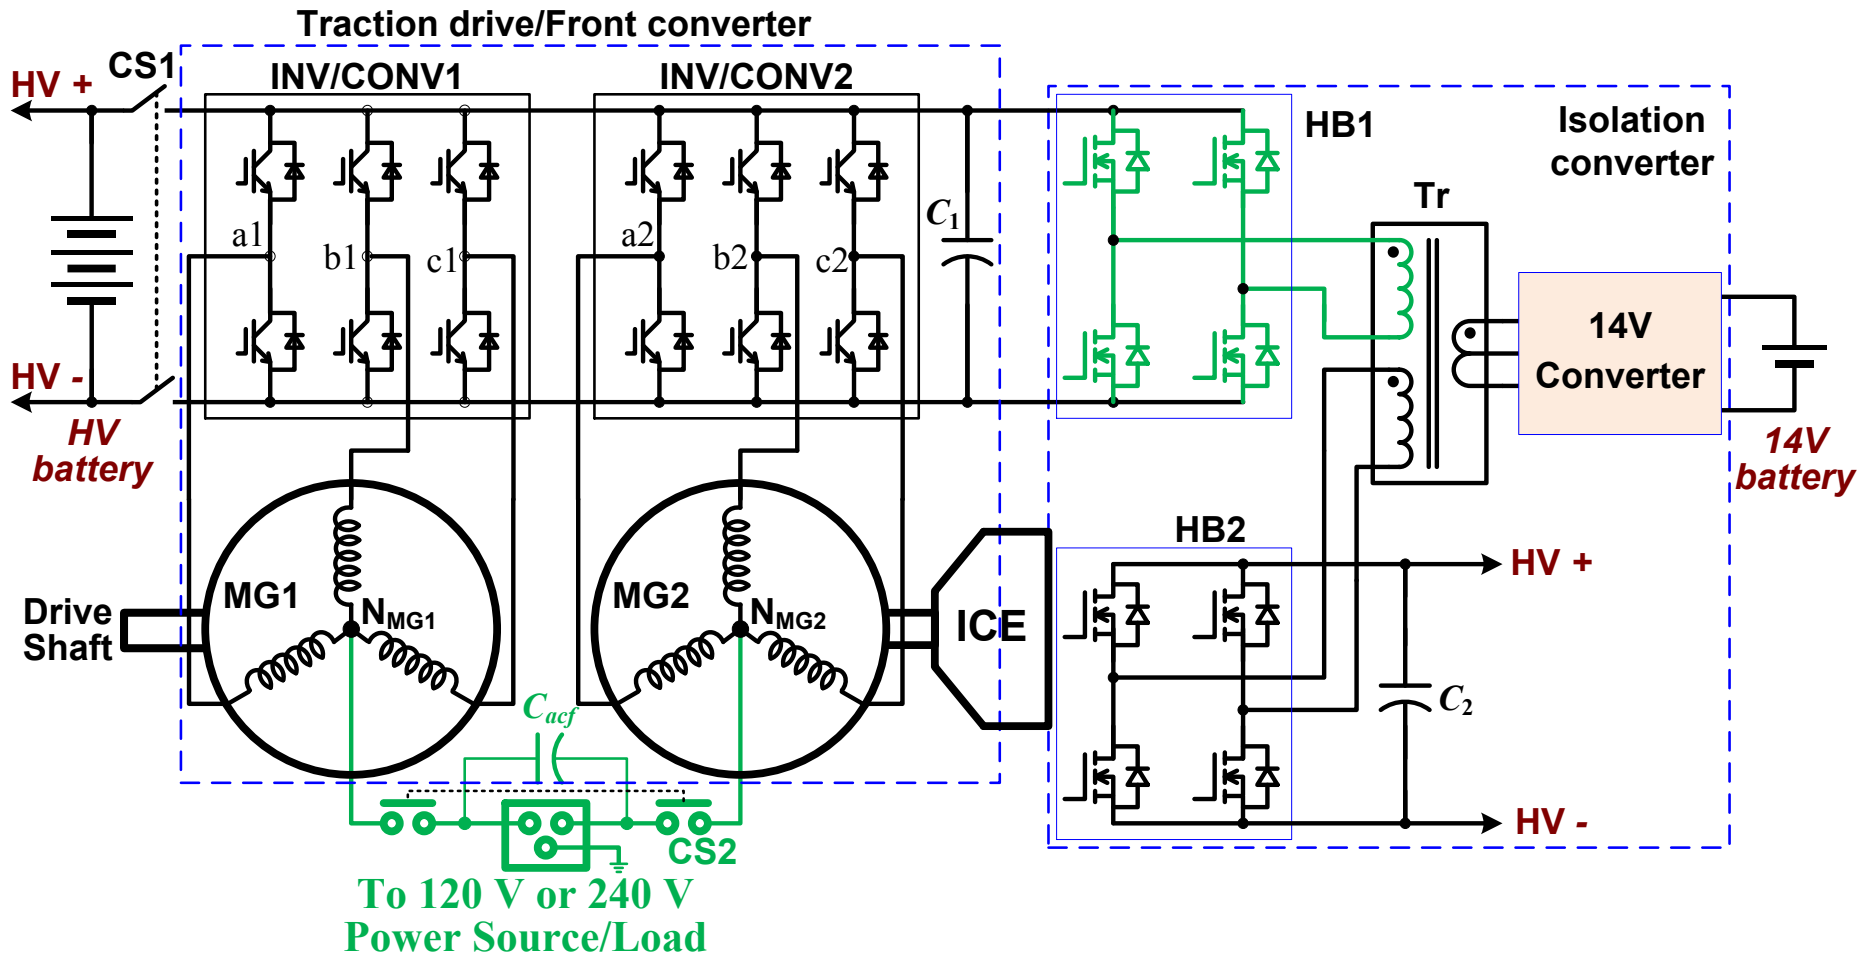 Traction drive/Front converter
CS1
HV +
INV/CONV1
INV/CONV2
HB1
Isolation
converter
Tr
C1
a1
b1
c1
a2
b2
c2
14V
Converter
HV -
HV
battery
14V
battery
HB2
HV +
MG1
NMG1
MG2
NMG2
ICE
Drive
Shaft
C2
Cacf
HV -
CS2
To 120 V or 240 V
Power Source/Load